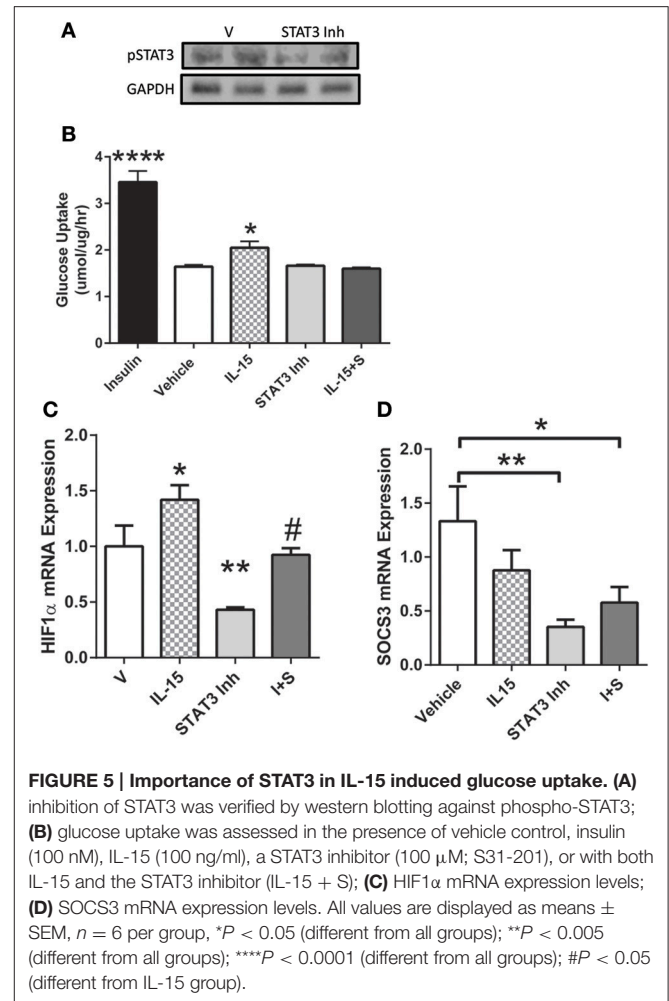 A
V STAT3 Inh
pSTAT3
GAPDH
B
Glucose Uptake
(umol/ug/hr)
4
3
2
1
0
****
*
Insulin
Vehicle
IL-15
STAT3 Inh
IL-15+S
C
HIF1α mRNA Expression
2.0
1.5
1.0
0.5
0.0
*
**
#
V
IL-15
STAT3 Inh
I+S
D
SOCS3 mRNA Expression
2.0
1.5
1.0
0.5
0.0
*
**
Vehicle
IL15
STAT3 Inh
I+S
FIGURE 5 | Importance of STAT3 in IL-15 induced glucose uptake. (A)
inhibition of STAT3 was verified by western blotting against phospho-STAT3;
(B) glucose uptake was assessed in the presence of vehicle control, insulin
(100 nM), IL-15 (100 ng/ml), a STAT3 inhibitor (100 μM; S31-201), or with both
IL-15 and the STAT3 inhibitor (IL-15 + S); (C) HIF1α mRNA expression levels;
(D) SOCS3 mRNA expression levels. All values are displayed as means ±
SEM, n = 6 per group, *P < 0.05 (different from all groups); **P < 0.005
(different from all groups); ****P < 0.0001 (different from all groups); #P < 0.05
(different from IL-15 group).